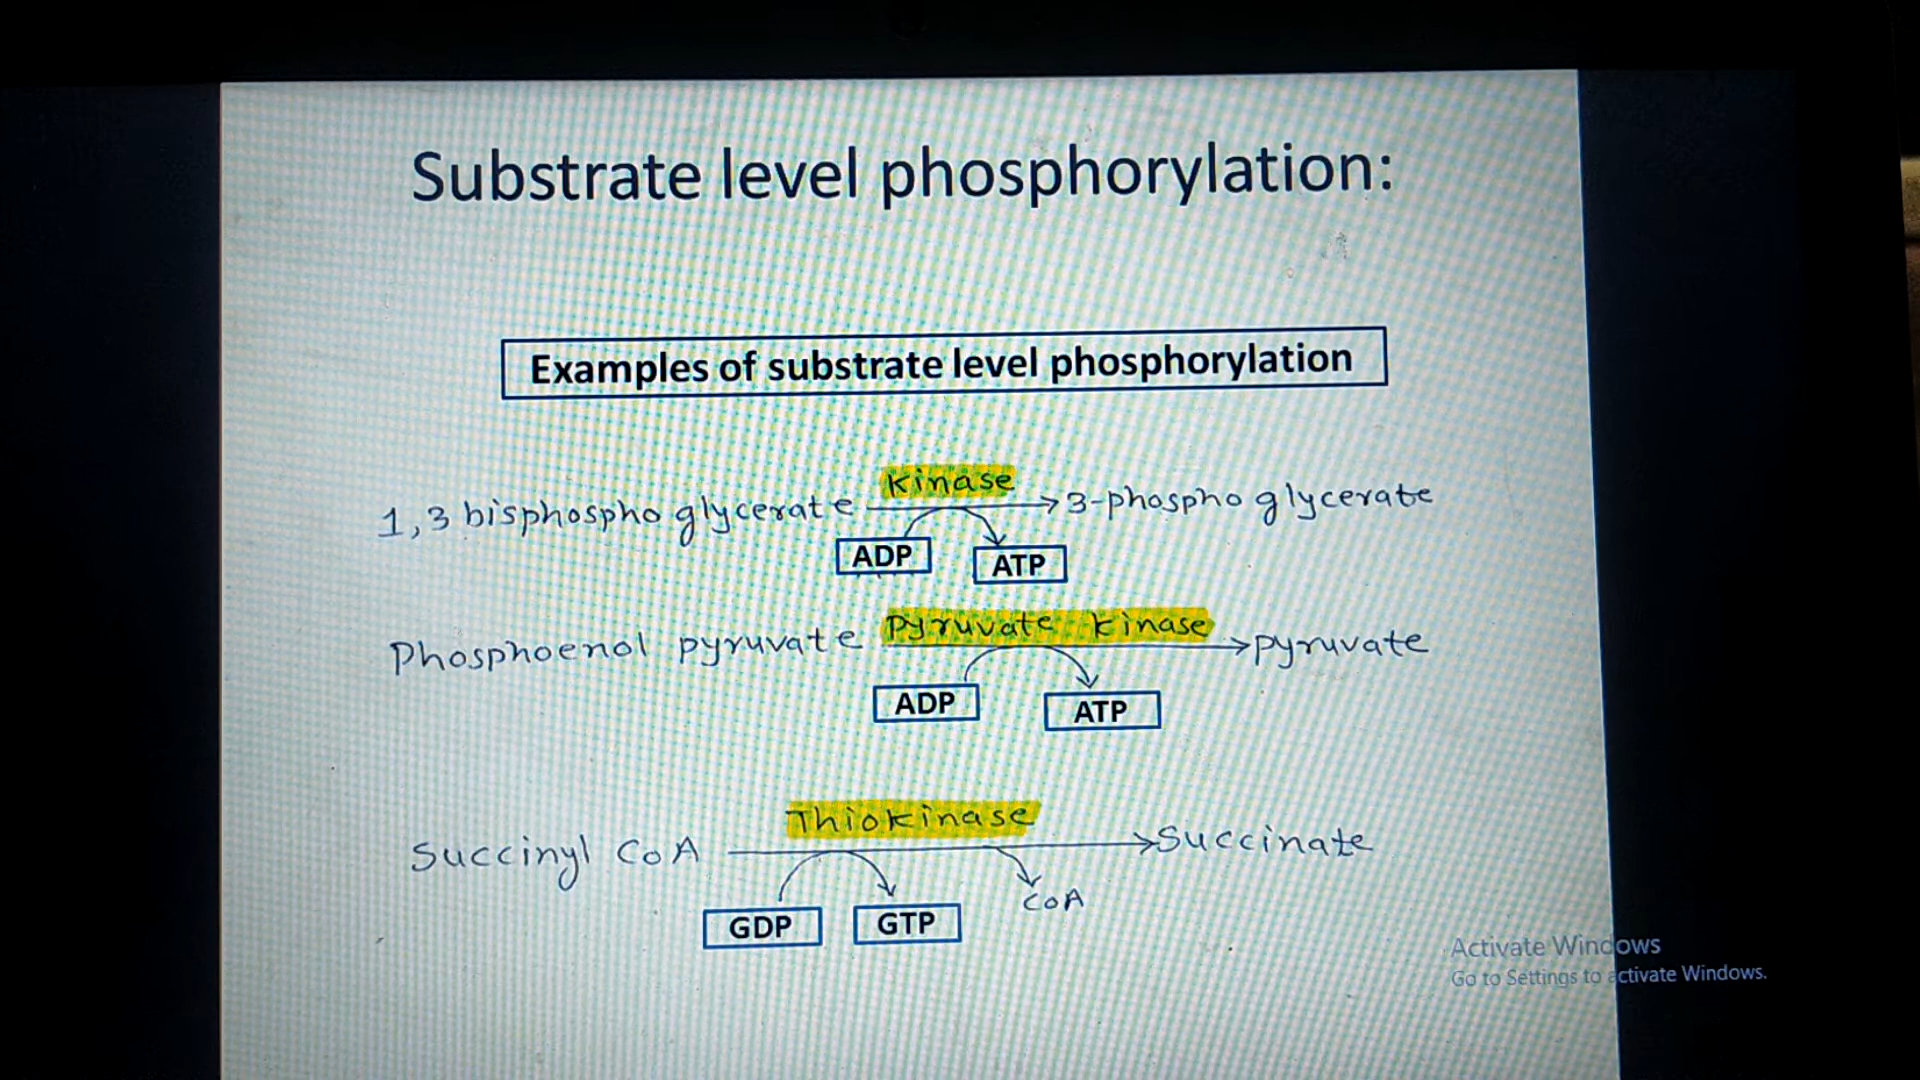 Substrate level phosphorylation:
Examples of substrate level phosphorylation
Kinase
1,3 bisphospho glycerate
3-phospho glycerate
ADP
ATP
Pyruvate kinase
Phosphoenol pyruvate
pyruvate
ADP
ATP
Thiokinase
Succinyl CoA
Succinate
CoA
GDP
GTP
Activate Windows
Go to Settings to activate Windows.